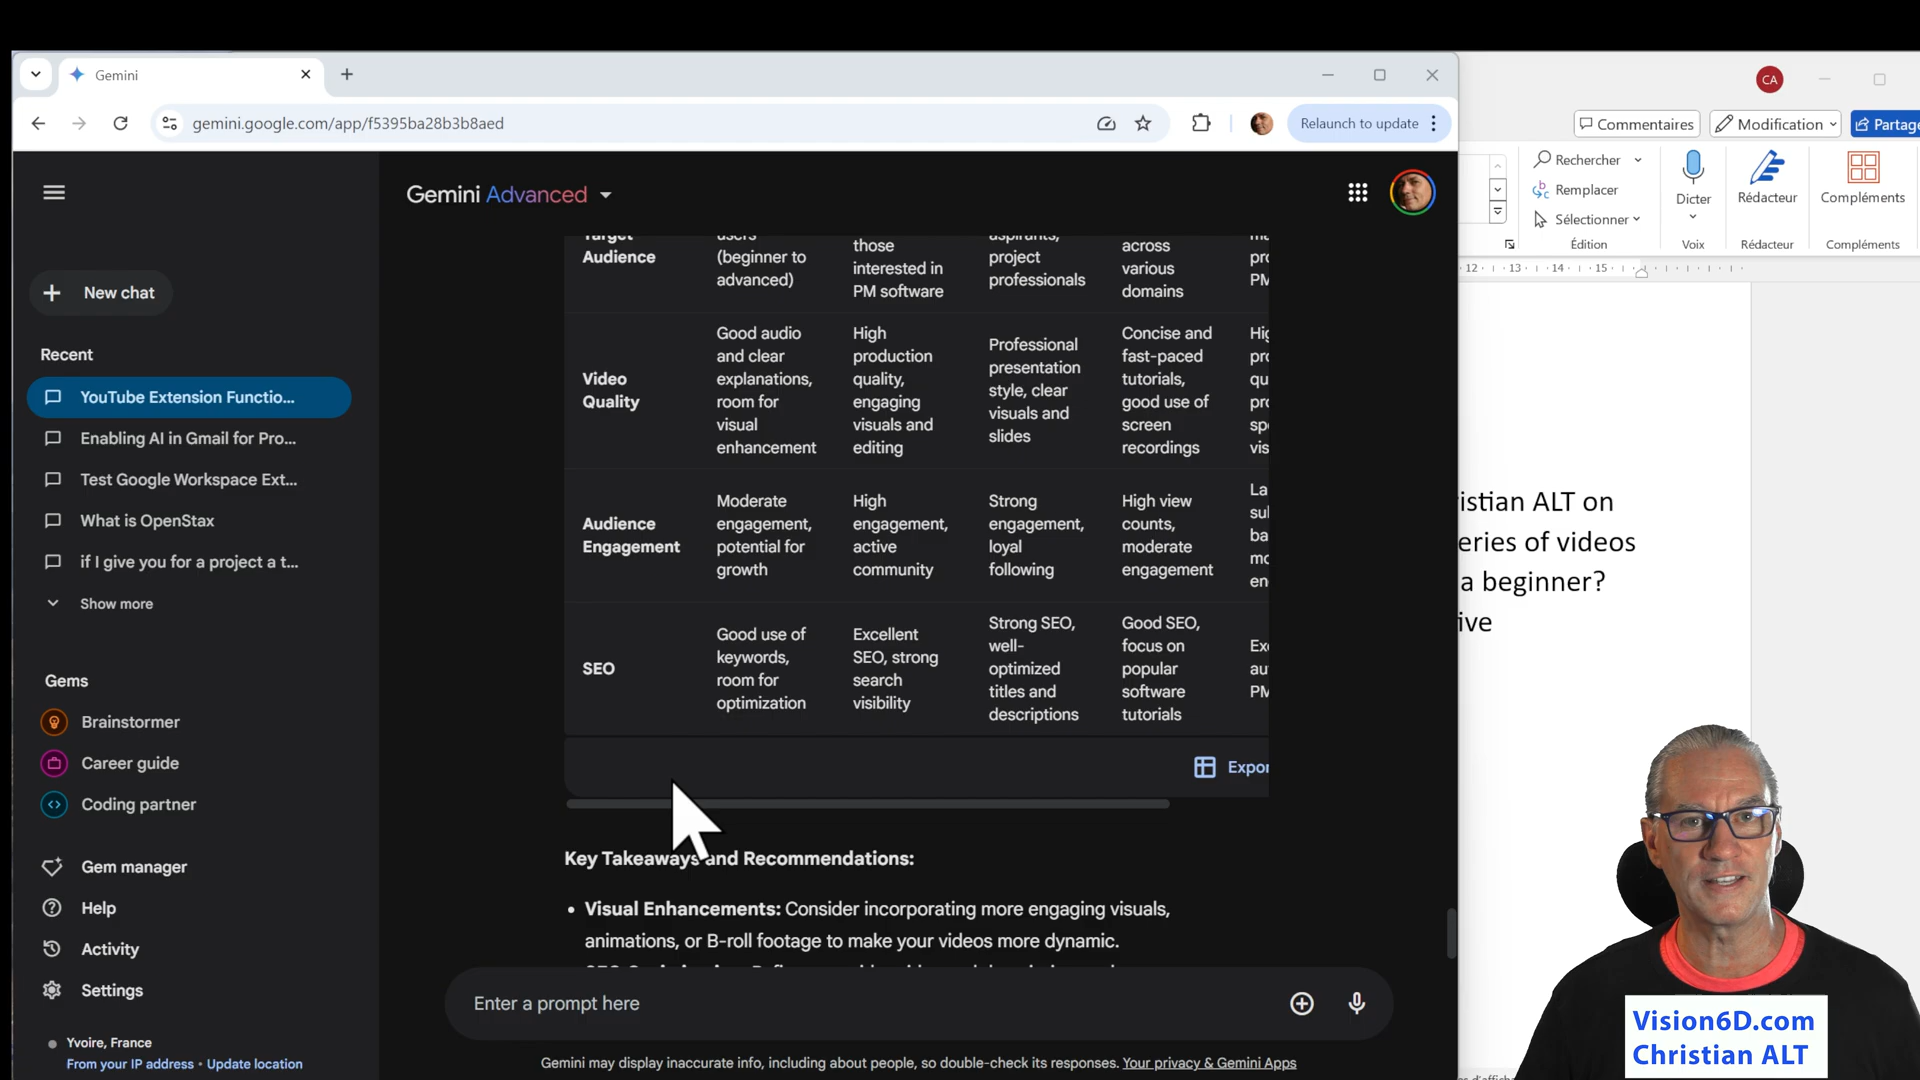 Gemini
gemini.google.com/app/f5395ba28b3b8aed
Relaunch to update
CA
Commentaires
Modification
Partage
Rechercher
Remplacer
Sélectionner
Édition
Dicter
Voix
Rédacteur
Rédacteur
Compléments
Compléments
12 13 14 15
Gemini Advanced
New chat
Recent
YouTube Extension Functio...
Enabling AI in Gmail for Pro...
Test Google Workspace Ext...
What is OpenStax
if I give you for a project a t...
Show more
Gems
Brainstormer
Career guide
Coding partner
Gem manager
Help
Activity
Settings
Yvoire, France
From your IP address • Update location
Target
Audience
users
(beginner to
advanced)
those
interested in
PM software
aspirants,
project
professionals
across
various
domains
PM
Video
Quality
Good audio
and clear
explanations,
room for
visual
enhancement
High
production
quality,
engaging
visuals and
editing
Professional
presentation
style, clear
visuals and
slides
Concise and
fast-paced
tutorials,
good use of
screen
recordings
Audience
Engagement
Moderate
engagement,
potential for
growth
High
engagement,
active
community
Strong
engagement,
loyal
following
High view
counts,
moderate
engagement
SEO
Good use of
keywords,
room for
optimization
Excellent
SEO, strong
search
visibility
Strong SEO,
well-
optimized
titles and
descriptions
Good SEO,
focus on
popular
software
tutorials
PM
Expor
Key Takeaways and Recommendations:
• Visual Enhancements: Consider incorporating more engaging visuals,
animations, or B-roll footage to make your videos more dynamic.
Enter a prompt here
Gemini may display inaccurate info, including about people, so double-check its responses. Your privacy & Gemini Apps
istian ALT on
eries of videos
a beginner?
ive
Vision6D.com
Christian ALT